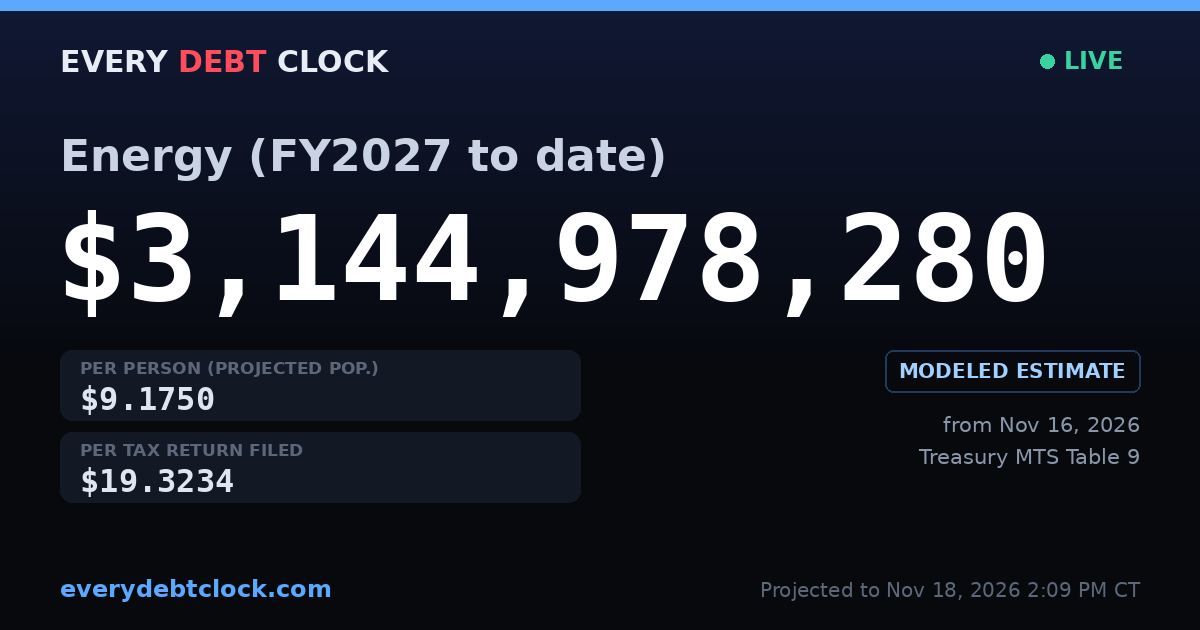 EVERY DEBT CLOCK
LIVE
Energy (FY2027 to date)
$3,144,978,280
PER PERSON (PROJECTED POP.)
$9.1750
PER TAX RETURN FILED
$19.3234
MODELED ESTIMATE
from Nov 16, 2026
Treasury MTS Table 9
everydebtclock.com
Projected to Nov 18, 2026 2:09 PM CT